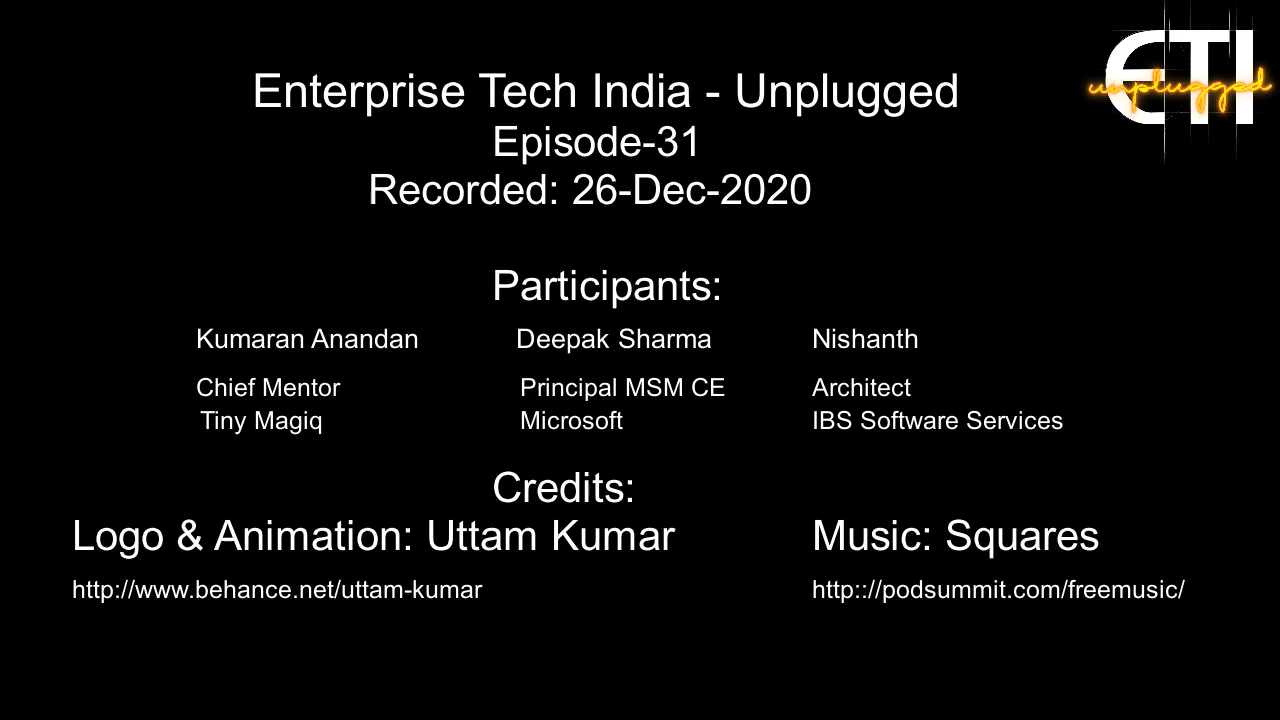 ETI
unplugged
Enterprise Tech India - Unplugged
Episode-31
Recorded: 26-Dec-2020
Participants:
Kumaran Anandan Deepak Sharma Nishanth
Chief Mentor Principal MSM CE Architect
Tiny Magiq Microsoft IBS Software Services
Credits:
Logo & Animation: Uttam Kumar Music: Squares
http://www.behance.net/uttam-kumar http:://podsummit.com/freemusic/